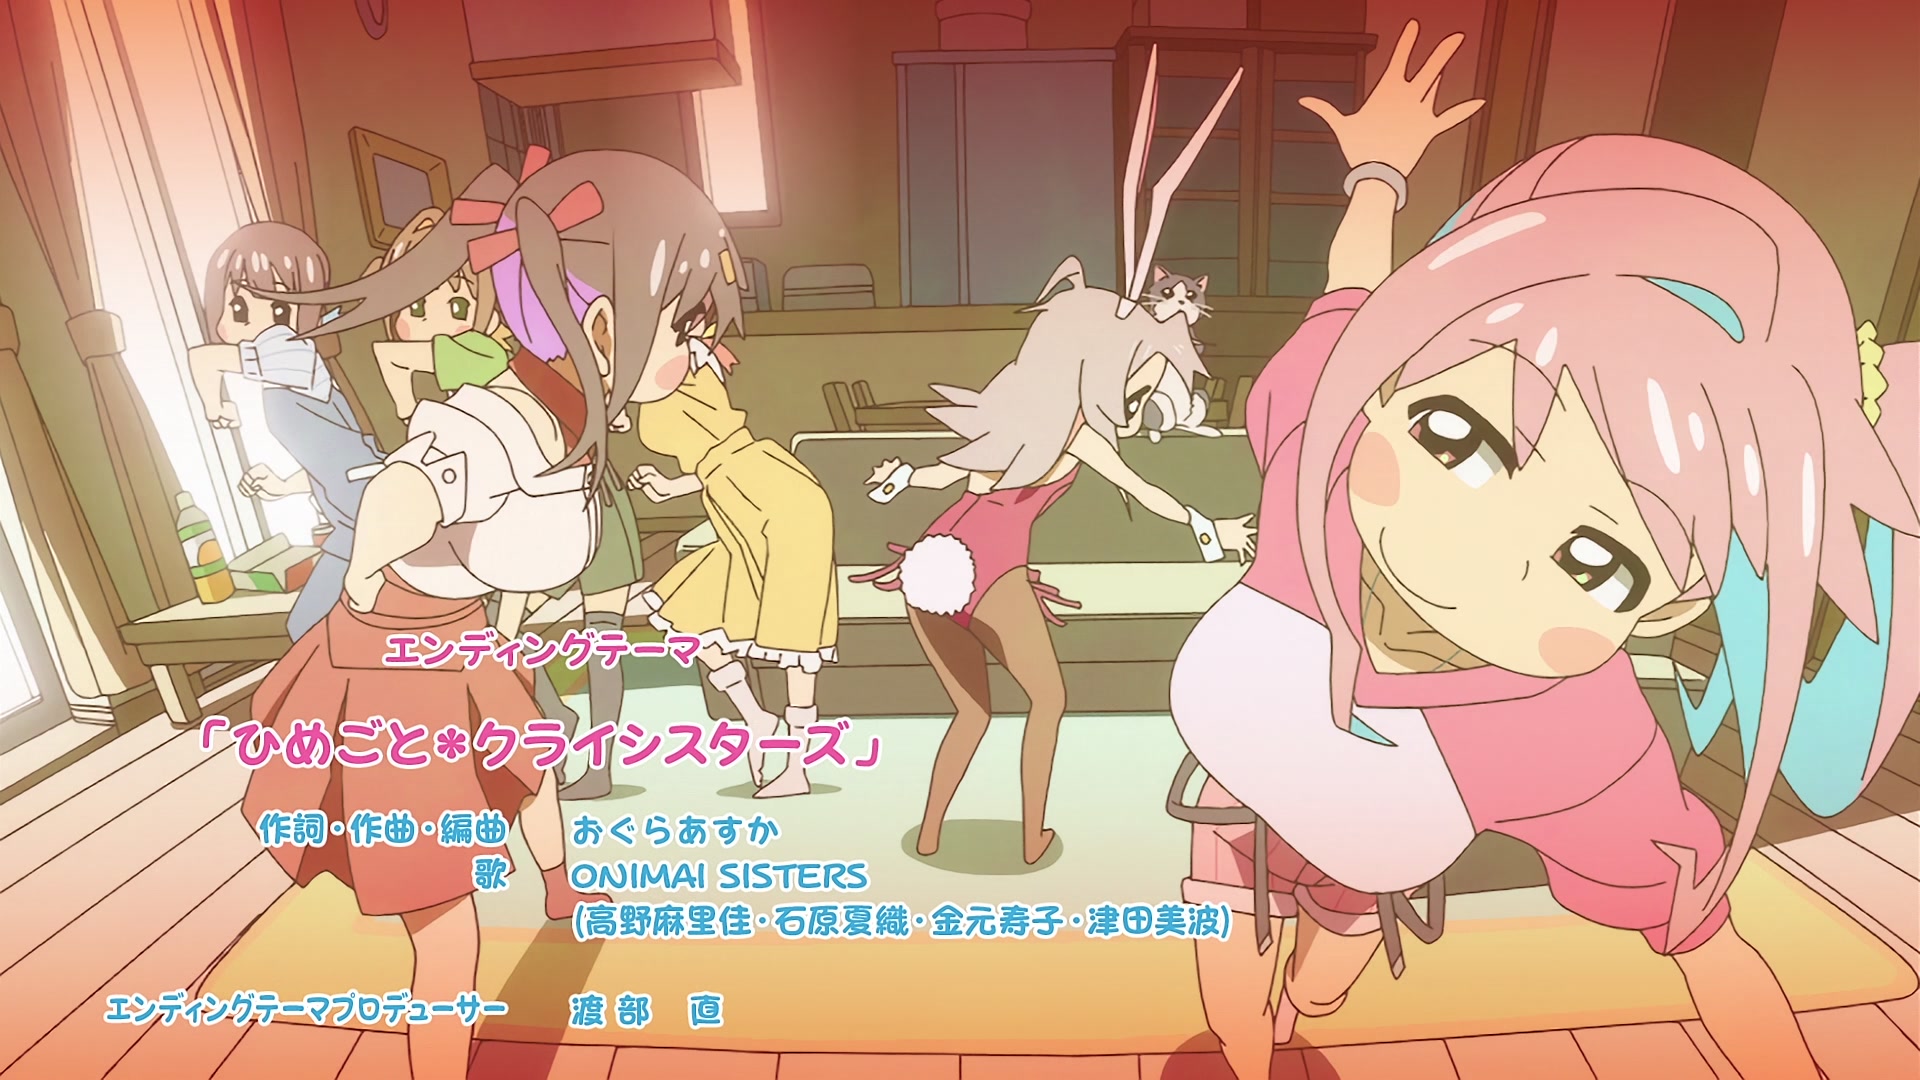 エンディングテーマ
「ひめごと＊クライシスターズ」
作詞・作曲・編曲 おぐらあすか
歌 ONIMAI SISTERS
(高野麻里佳・石原夏織・金元寿子・津田美波)
エンディングテーマプロデューサー 渡部 直